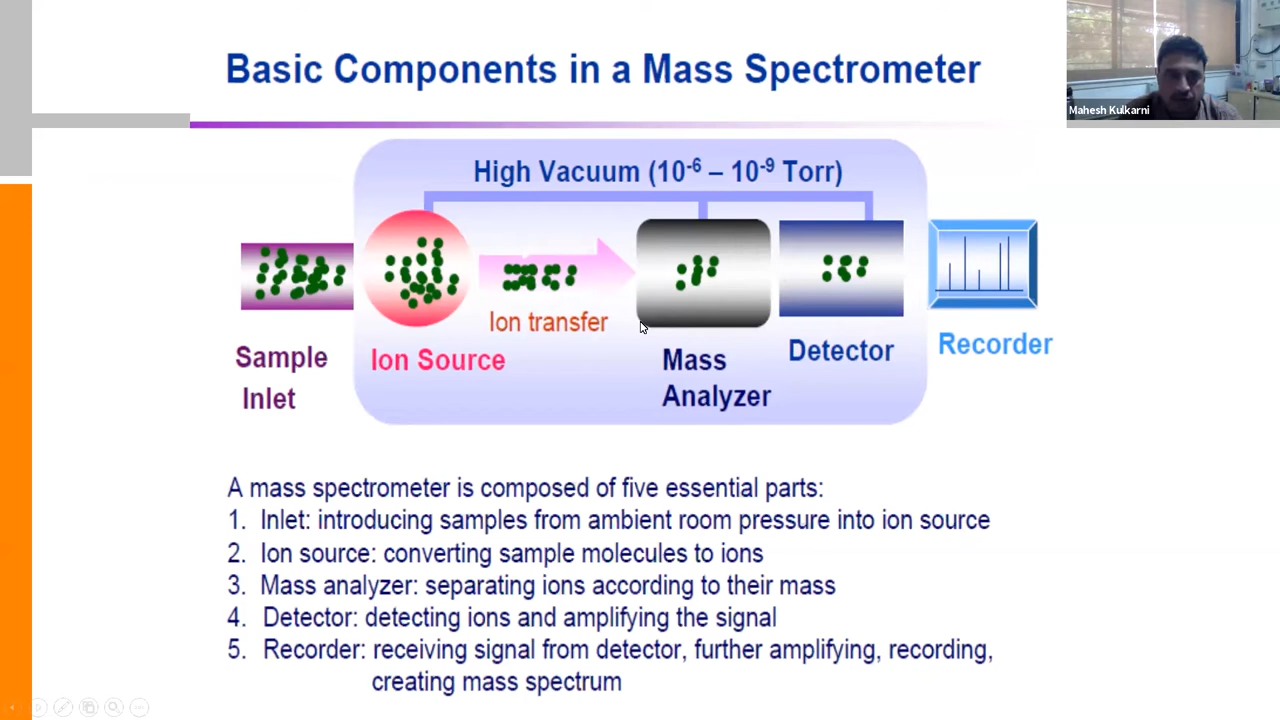 Basic Components in a Mass Spectrometer
Mahesh Kulkarni
High Vacuum (10-6 – 10-9 Torr)
Ion transfer
Sample
Inlet
Ion Source
Mass
Analyzer
Detector
Recorder
A mass spectrometer is composed of five essential parts:
1. Inlet: introducing samples from ambient room pressure into ion source
2. Ion source: converting sample molecules to ions
3. Mass analyzer: separating ions according to their mass
4. Detector: detecting ions and amplifying the signal
5. Recorder: receiving signal from detector, further amplifying, recording,
creating mass spectrum